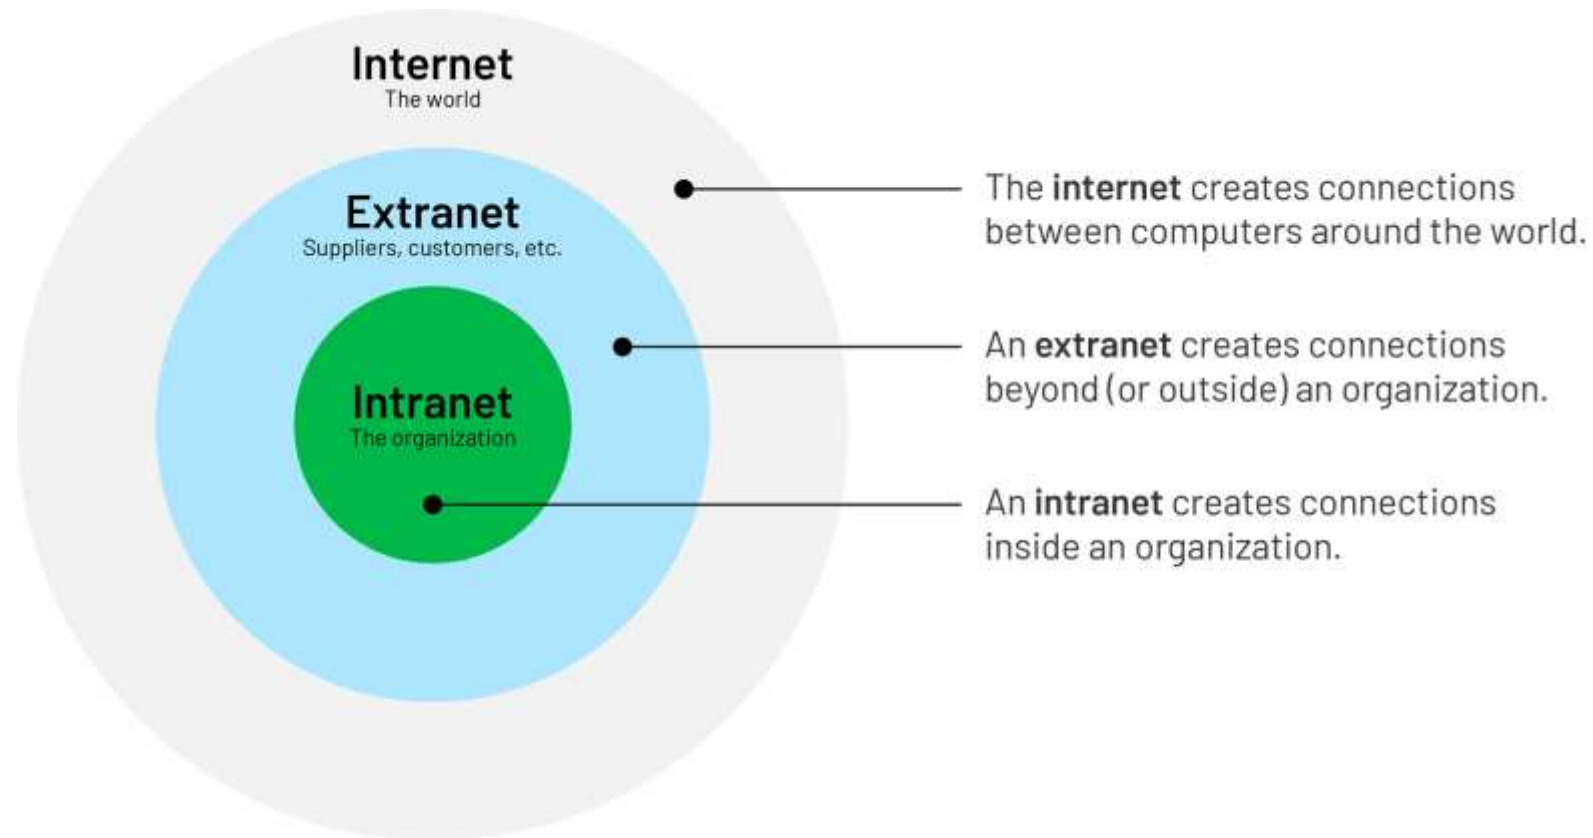 Internet
The world
Extranet
Suppliers, customers, etc.
Intranet
The organization
The internet creates connections
between computers around the world.
An extranet creates connections
beyond (or outside) an organization.
An intranet creates connections
inside an organization.